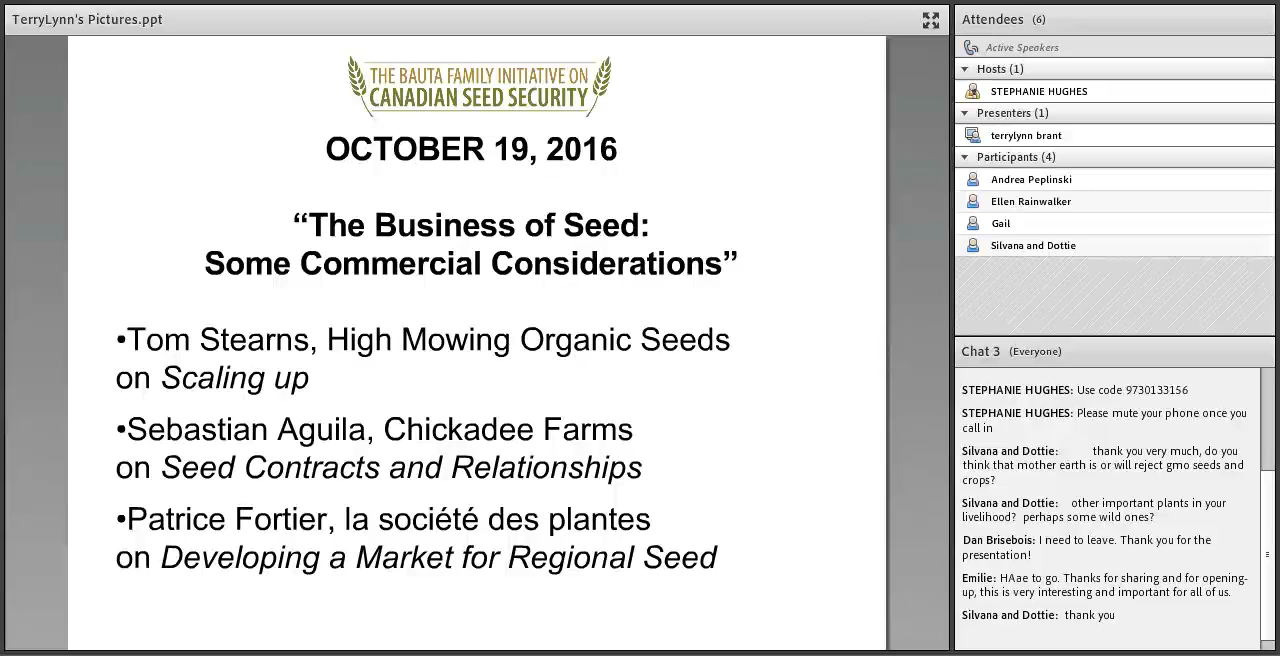 TerryLynn's Pictures.ppt
THE BAUTA FAMILY INITIATIVE ON
CANADIAN SEED SECURITY
OCTOBER 19, 2016
“The Business of Seed:
Some Commercial Considerations”
•Tom Stearns, High Mowing Organic Seeds
on Scaling up
•Sebastian Aguila, Chickadee Farms
on Seed Contracts and Relationships
•Patrice Fortier, la société des plantes
on Developing a Market for Regional Seed
Attendees (6)
Active Speakers
Hosts (1)
STEPHANIE HUGHES
Presenters (1)
terrylynn brant
Participants (4)
Andrea Peplinski
Ellen Rainwalker
Gail
Silvana and Dottie
Chat 3 (Everyone)
STEPHANIE HUGHES: Use code 9730133156
STEPHANIE HUGHES: Please mute your phone once you
call in
Silvana and Dottie: thank you very much, do you
think that mother earth is or will reject gmo seeds and
crops?
Silvana and Dottie: other important plants in your
livelihood? perhaps some wild ones?
Dan Brisebois: I need to leave. Thank you for the
presentation!
Emilie: HAae to go. Thanks for sharing and for opening-
up, this is very interesting and important for all of us.
Silvana and Dottie: thank you